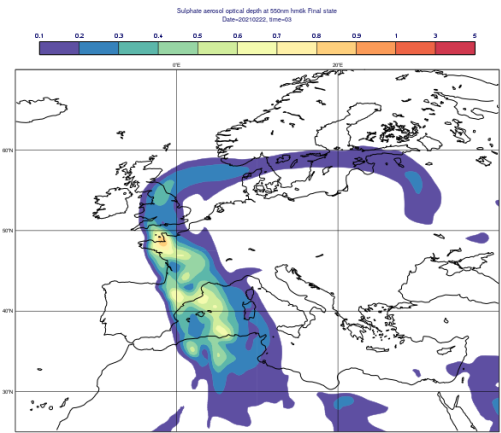 Sulphate aerosol optical depth at 550nm hm6k Final state
Date=20210222, time=03
0.1 0.2 0.3 0.4 0.5 0.6 0.7 0.8 0.9 1 3 5
0°E 20°E
60°N
50°N
40°N
30°N